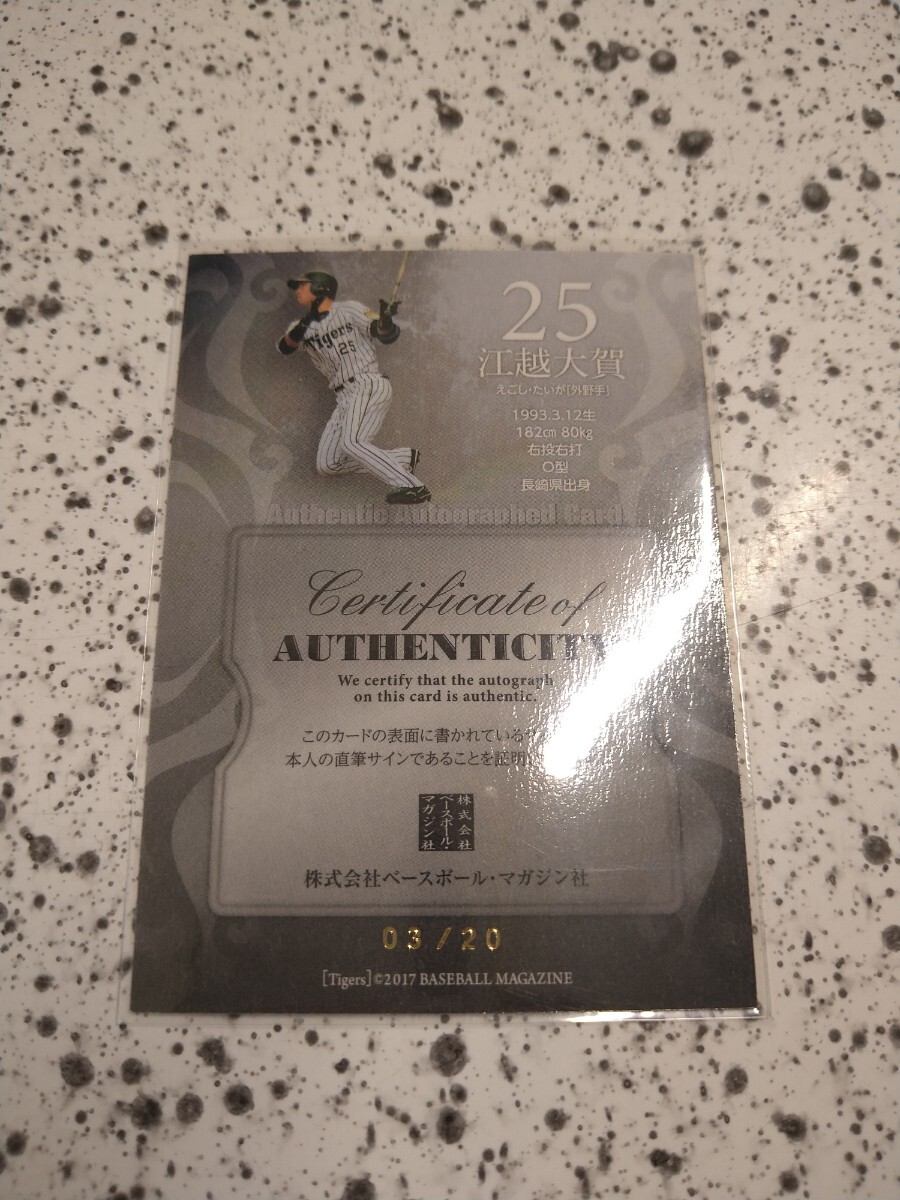 Tigers
25
25
江越大賀
えごし・たいが[外野手]
1993.3.12生
182cm 80kg
右投右打
O型
長崎県出身
Authentic Autographed Card
Certificate of
AUTHENTICITY
We certify that the autograph
on this card is authentic.
このカードの表面に書かれている
本人の直筆サインであることを証明
株式会社
ベースボール・
マガジン社
株式会社ベースボール・マガジン社
03/20
[Tigers]©2017 BASEBALL MAGAZINE